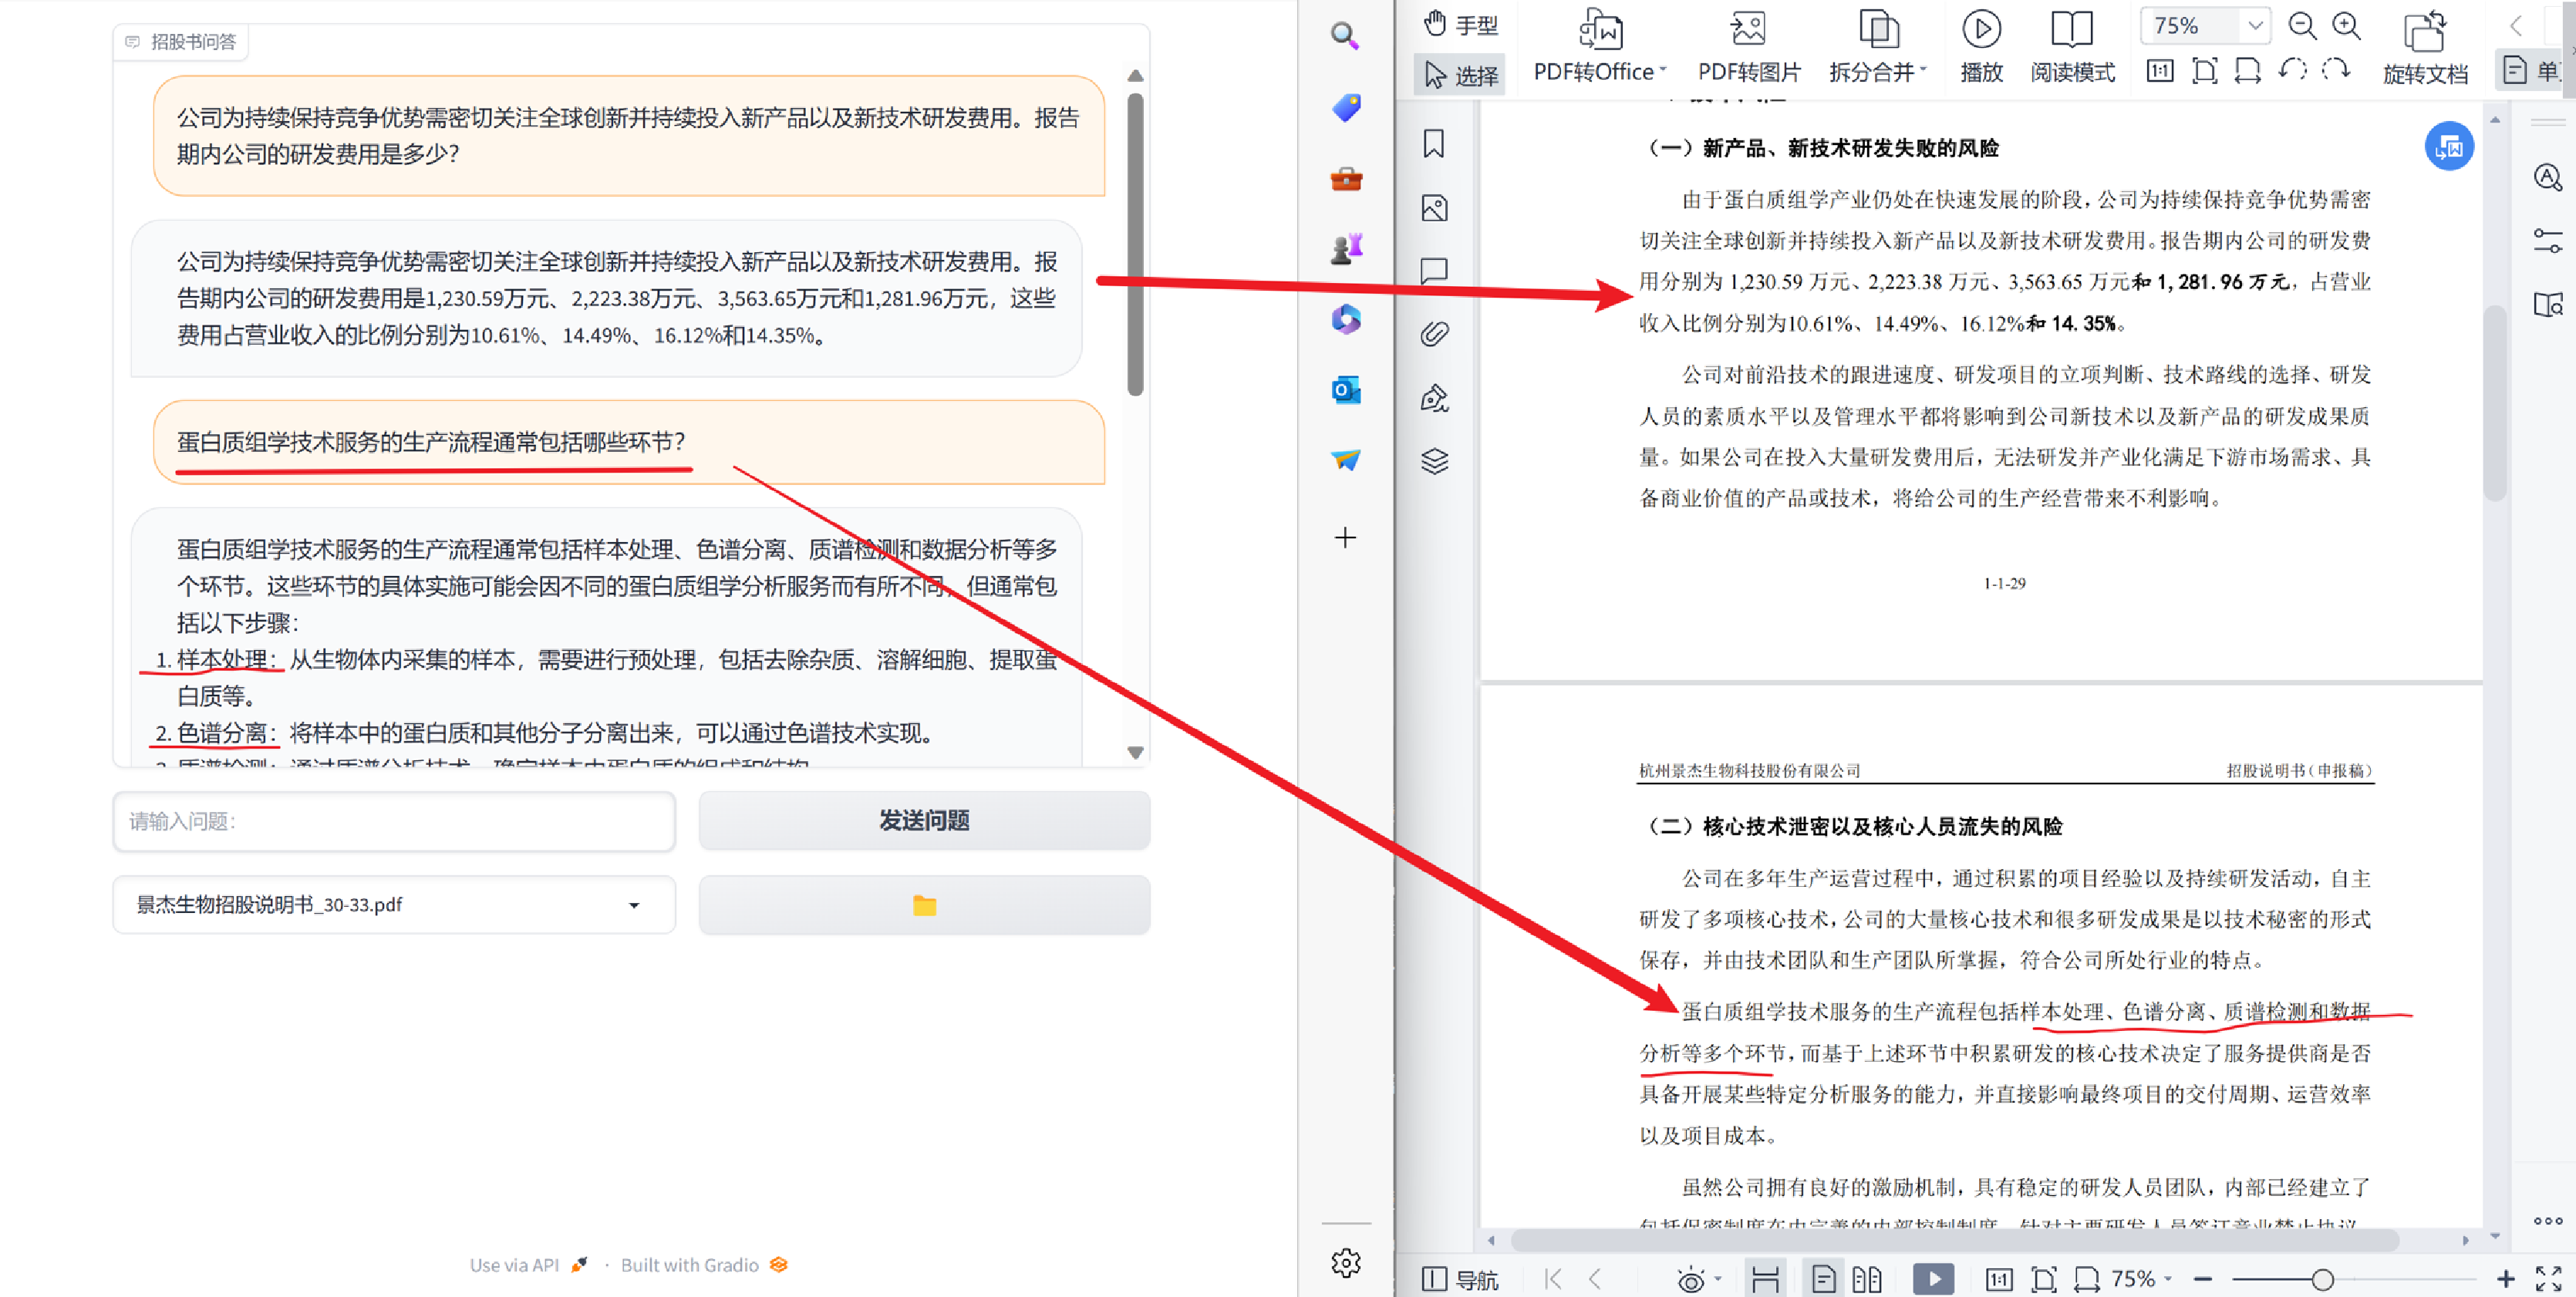 招股书问答
公司为持续保持竞争优势需密切关注全球创新并持续投入新产品以及新技术研发费用。报告
期内公司的研发费用是多少?
公司为持续保持竞争优势需密切关注全球创新并持续投入新产品以及新技术研发费用。报
告期内公司的研发费用是1,230.59万元、2,223.38万元、3,563.65万元和1,281.96万元，这些
费用占营业收入的比例分别为10.61%、14.49%、16.12%和14.35%。
蛋白质组学技术服务的生产流程通常包括哪些环节?
蛋白质组学技术服务的生产流程通常包括样本处理、色谱分离、质谱检测和数据分析等多
个环节。这些环节的具体实施可能会因不同的蛋白质组学分析服务而有所不同，但通常包
括以下步骤：
1. 样本处理：从生物体内采集的样本，需要进行预处理，包括去除杂质、溶解细胞、提取蛋
白质等。
2. 色谱分离：将样本中的蛋白质和其他分子分离出来，可以通过色谱技术实现。
请输入问题：
发送问题
景杰生物招股说明书_30-33.pdf
Use via API · Built with Gradio
手型
选择
PDF转Office
PDF转图片
拆分合并
播放
阅读模式
75%
旋转文档
单
（一）新产品、新技术研发失败的风险
由于蛋白质组学产业仍处在快速发展的阶段，公司为持续保持竞争优势需密
切关注全球创新并持续投入新产品以及新技术研发费用。报告期内公司的研发费
用分别为 1,230.59 万元、2,223.38 万元、3,563.65 万元和 1,281.96 万元，占营业
收入比例分别为10.61%、14.49%、16.12%和 14.35%。
公司对前沿技术的跟进速度、研发项目的立项判断、技术路线的选择、研发
人员的素质水平以及管理水平都将影响到公司新技术以及新产品的研发成果质
量。如果公司在投入大量研发费用后，无法研发并产业化满足下游市场需求、具
备商业价值的产品或技术，将给公司的生产经营带来不利影响。
1-1-29
杭州景杰生物科技股份有限公司 招股说明书（申报稿）
（二）核心技术泄密以及核心人员流失的风险
公司在多年生产运营过程中，通过积累的项目经验以及持续研发活动，自主
研发了多项核心技术，公司的大量核心技术和很多研发成果是以技术秘密的形式
保存，并由技术团队和生产团队所掌握，符合公司所处行业的特点。
蛋白质组学技术服务的生产流程包括样本处理、色谱分离、质谱检测和数据
分析等多个环节，而基于上述环节中积累研发的核心技术决定了服务提供商是否
具备开展某些特定分析服务的能力，并直接影响最终项目的交付周期、运营效率
以及项目成本。
虽然公司拥有良好的激励机制，具有稳定的研发人员团队，内部已经建立了
导航
75%